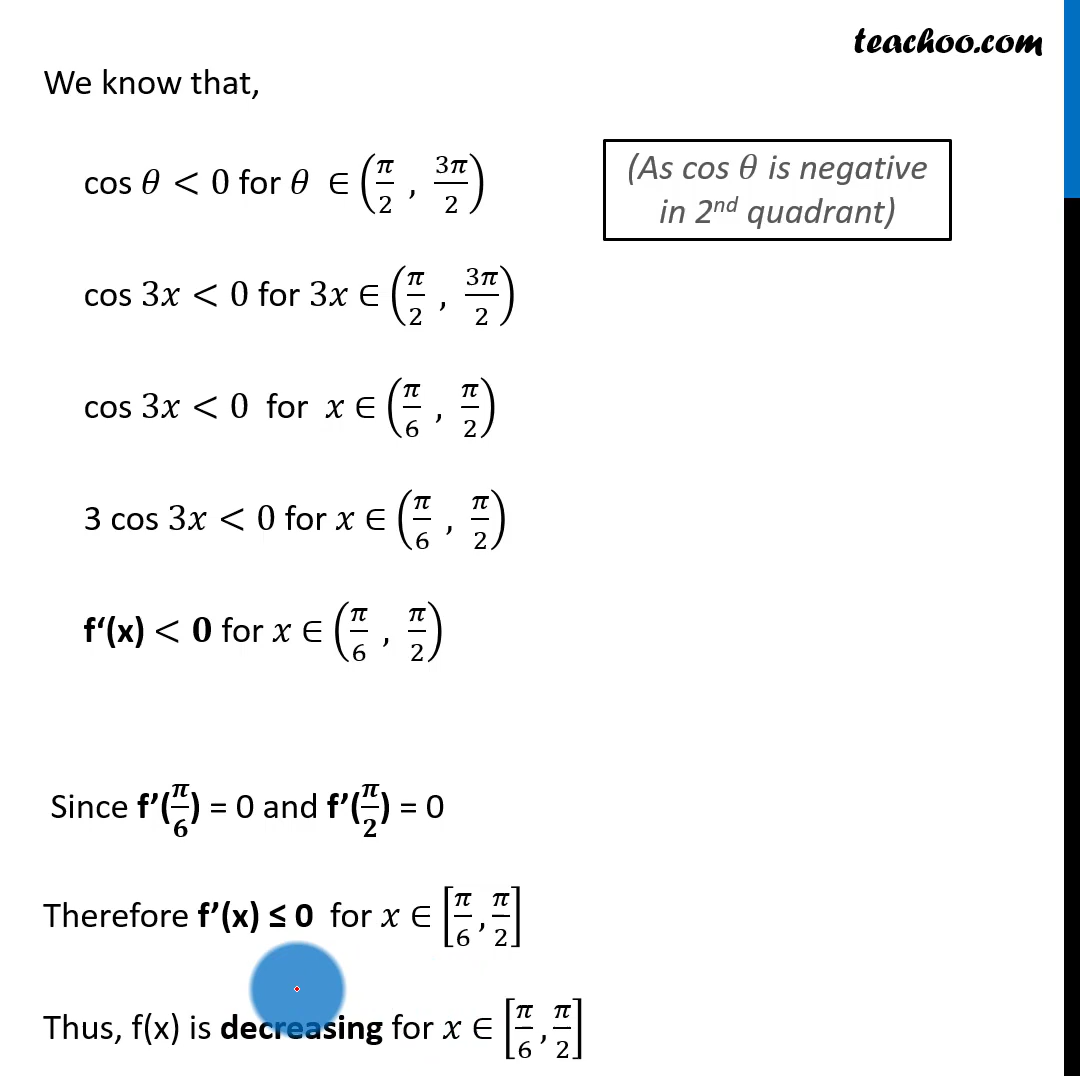 teachoo.com
We know that,
cos 𝜃 < 0 for 𝜃 ∈ (𝜋/2 , 3𝜋/2)
(As cos 𝜃 is negative
in 2nd quadrant)
cos 3𝑥 < 0 for 3𝑥 ∈ (𝜋/2 , 3𝜋/2)
cos 3𝑥 < 0 for 𝑥 ∈ (𝜋/6 , 𝜋/2)
3 cos 3𝑥 < 0 for 𝑥 ∈ (𝜋/6 , 𝜋/2)
f‘(x) < 0 for 𝑥 ∈ (𝜋/6 , 𝜋/2)
Since f’(𝜋/6) = 0 and f’(𝜋/2) = 0
Therefore f’(x) ≤ 0 for 𝑥 ∈ [𝜋/6 , 𝜋/2]
Thus, f(x) is decreasing for 𝑥 ∈ [𝜋/6 , 𝜋/2]